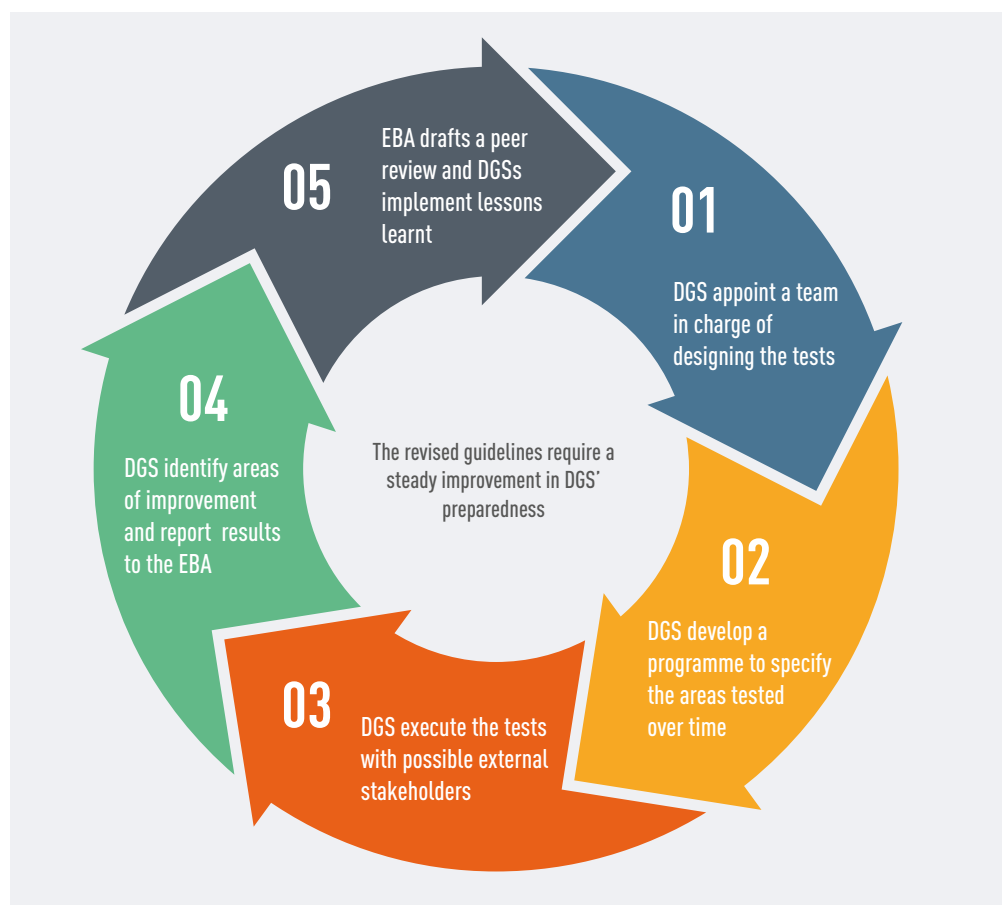 01
DGS appoint a team
in charge of
designing the tests
02
DGS develop a
programme to specify
the areas tested
over time
03
DGS execute the tests
with possible external
stakeholders
04
DGS identify areas
of improvement
and report results
to the EBA
05
EBA drafts a peer
review and DGSs
implement lessons
learnt
The revised guidelines require a
steady improvement in DGS’
preparedness